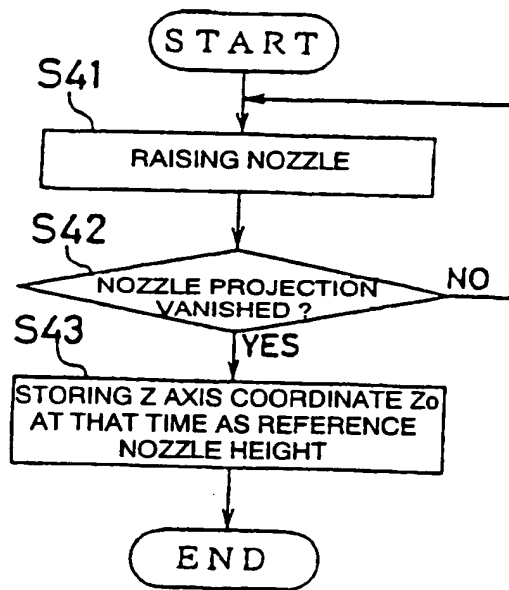 START
S41
RAISING NOZZLE
S42
NOZZLE PROJECTION
VANISHED ?
NO
YES
S43
STORING Z AXIS COORDINATE Zo
AT THAT TIME AS REFERENCE
NOZZLE HEIGHT
END